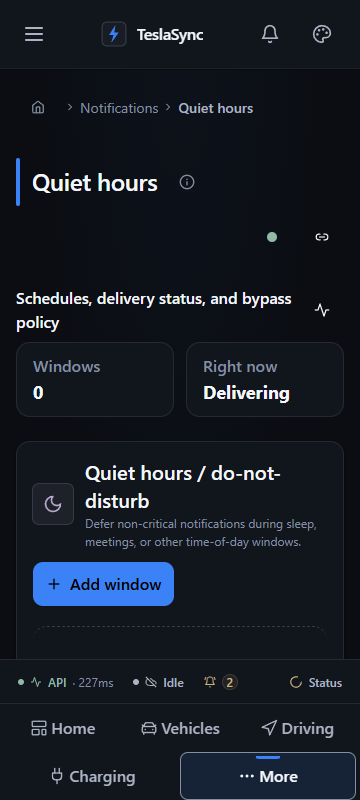 TeslaSync
Notifications Quiet hours
Quiet hours
Schedules, delivery status, and bypass
policy
Windows
0
Right now
Delivering
Quiet hours / do-not-
disturb
Defer non-critical notifications during sleep,
meetings, or other time-of-day windows.
Add window
API · 227ms
Idle
2
Status
Home
Vehicles
Driving
Charging
More